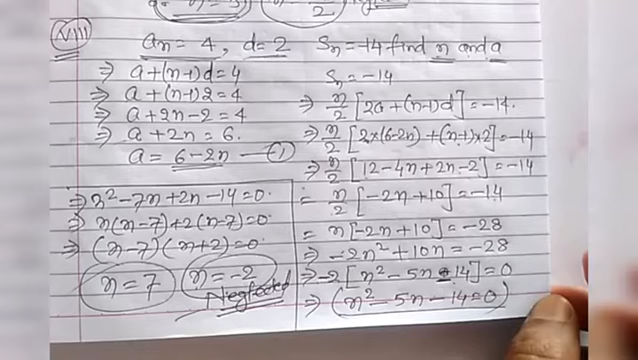 VIII) an = 4, d = 2 Sn = -14 find n and a
⇒ a+(n-1)d = 4
⇒ a+(n-1)2 = 4
⇒ a+2n-2 = 4
⇒ a+2n = 6.
a = 6-2n —(1)
Sn = -14
⇒ n/2 [2a+(n-1)d] = -14.
⇒ n/2 [2×(6-2n)+(n-1)×2] = -14
⇒ n/2 [12-4n+2n-2] = -14
= n/2 [-2n+10] = -14
= n[-2n+10] = -28
⇒ -2n²+10n = -28
⇒ -2[n²-5n-14] = 0
⇒ (n²-5n-14=0)
⇒ n²-7n+2n-14=0.
⇒ n(n-7)+2(n-7)=0.
⇒ (n-7)(n+2)=0.
n=7 n=-2
Neglected